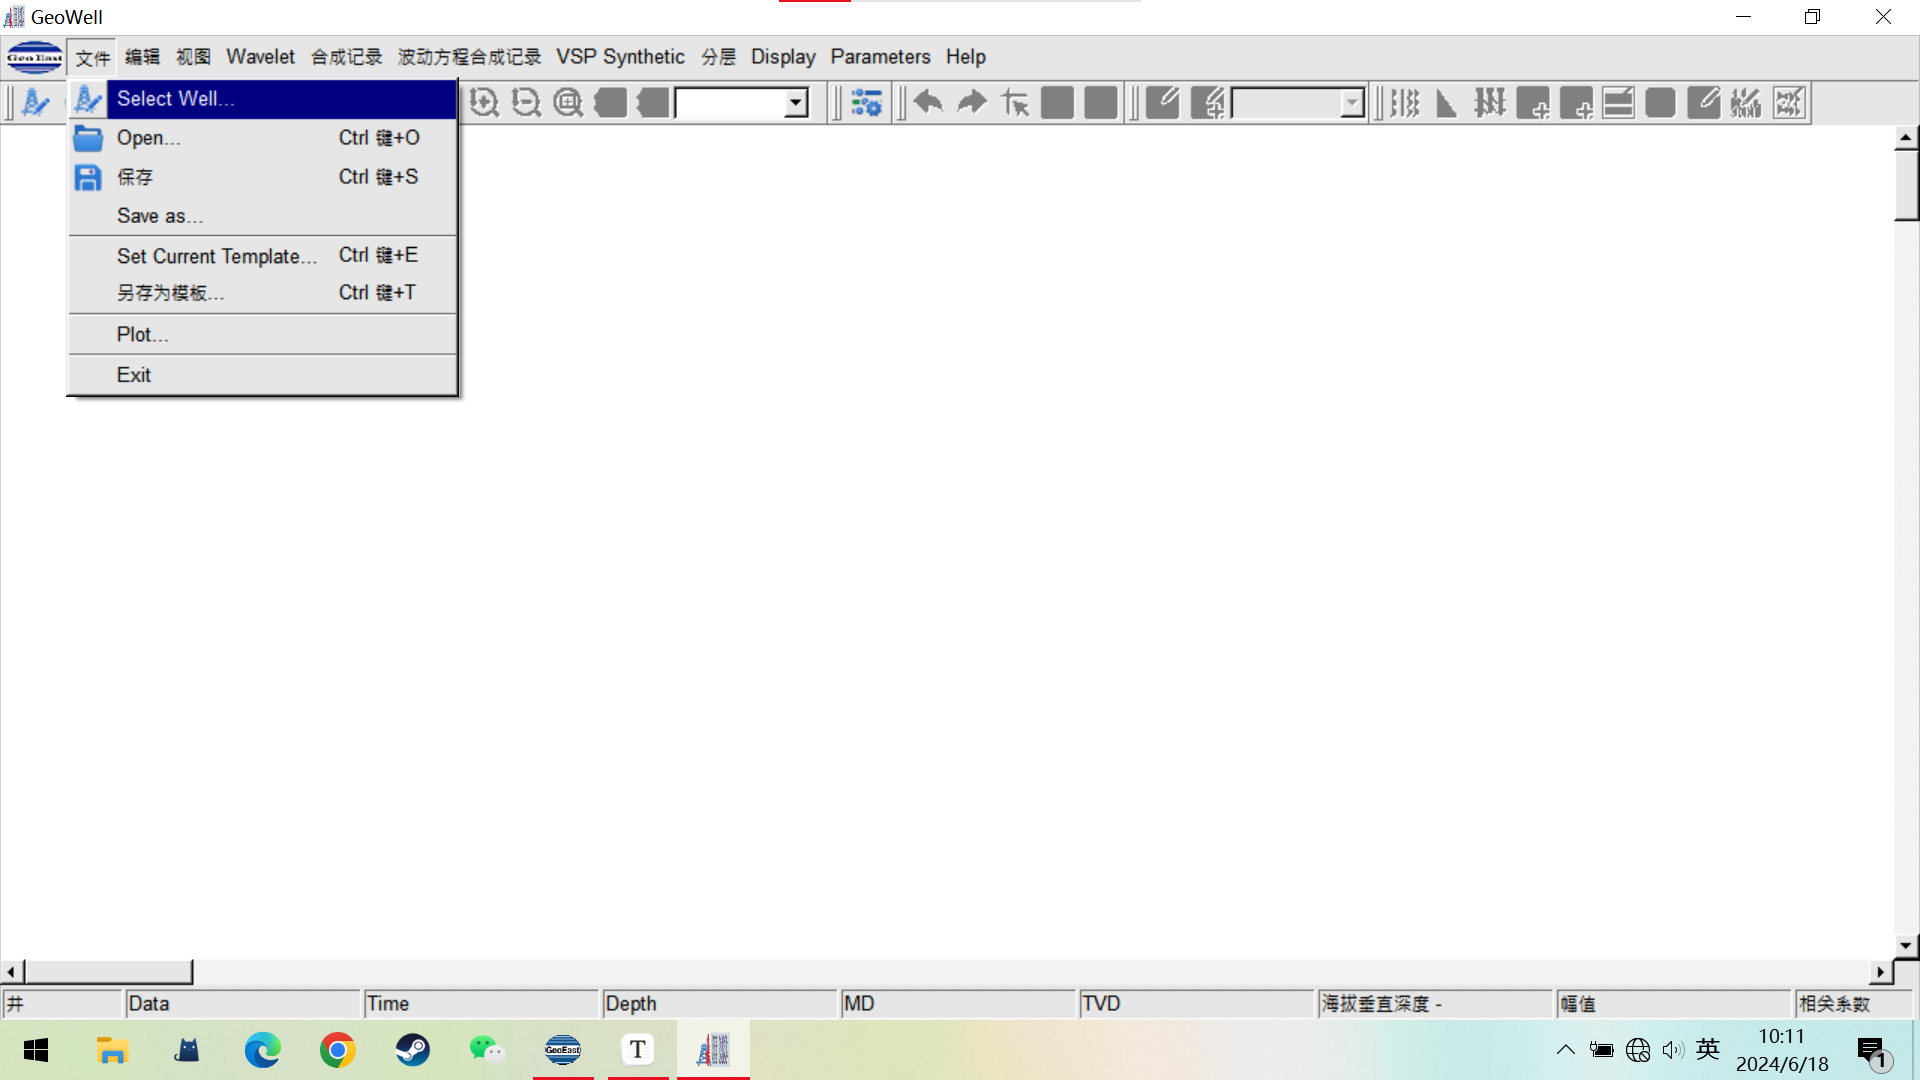 GeoWell
Geo East 文件 编辑 视图 Wavelet 合成记录 波动方程合成记录 VSP Synthetic 分层 Display Parameters Help
Select Well...
Open... Ctrl 键+O
保存 Ctrl 键+S
Save as...
Set Current Template... Ctrl 键+E
另存为模板... Ctrl 键+T
Plot...
Exit
井 Data Time Depth MD TVD 海拔垂直深度 - 幅值 相关系数
GeoEast T 英 10:11 1
2024/6/18